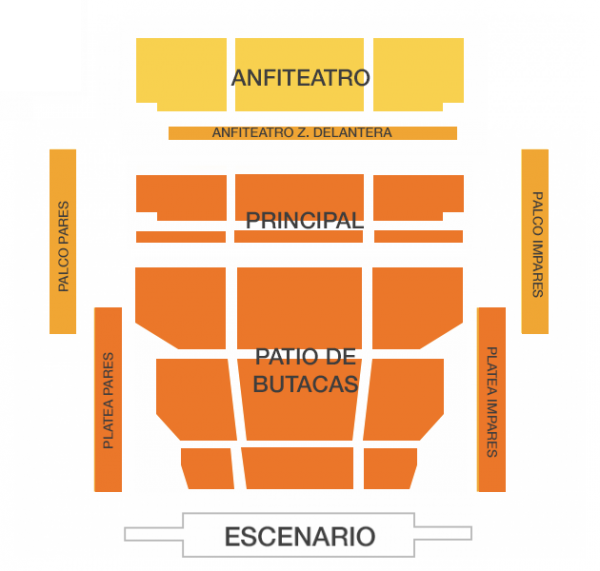 ANFITEATRO
ANFITEATRO Z. DELANTERA
PALCO PARES
PRINCIPAL
PALCO IMPARES
PLATEA PARES
PATIO DE
BUTACAS
PLATEA IMPARES
ESCENARIO